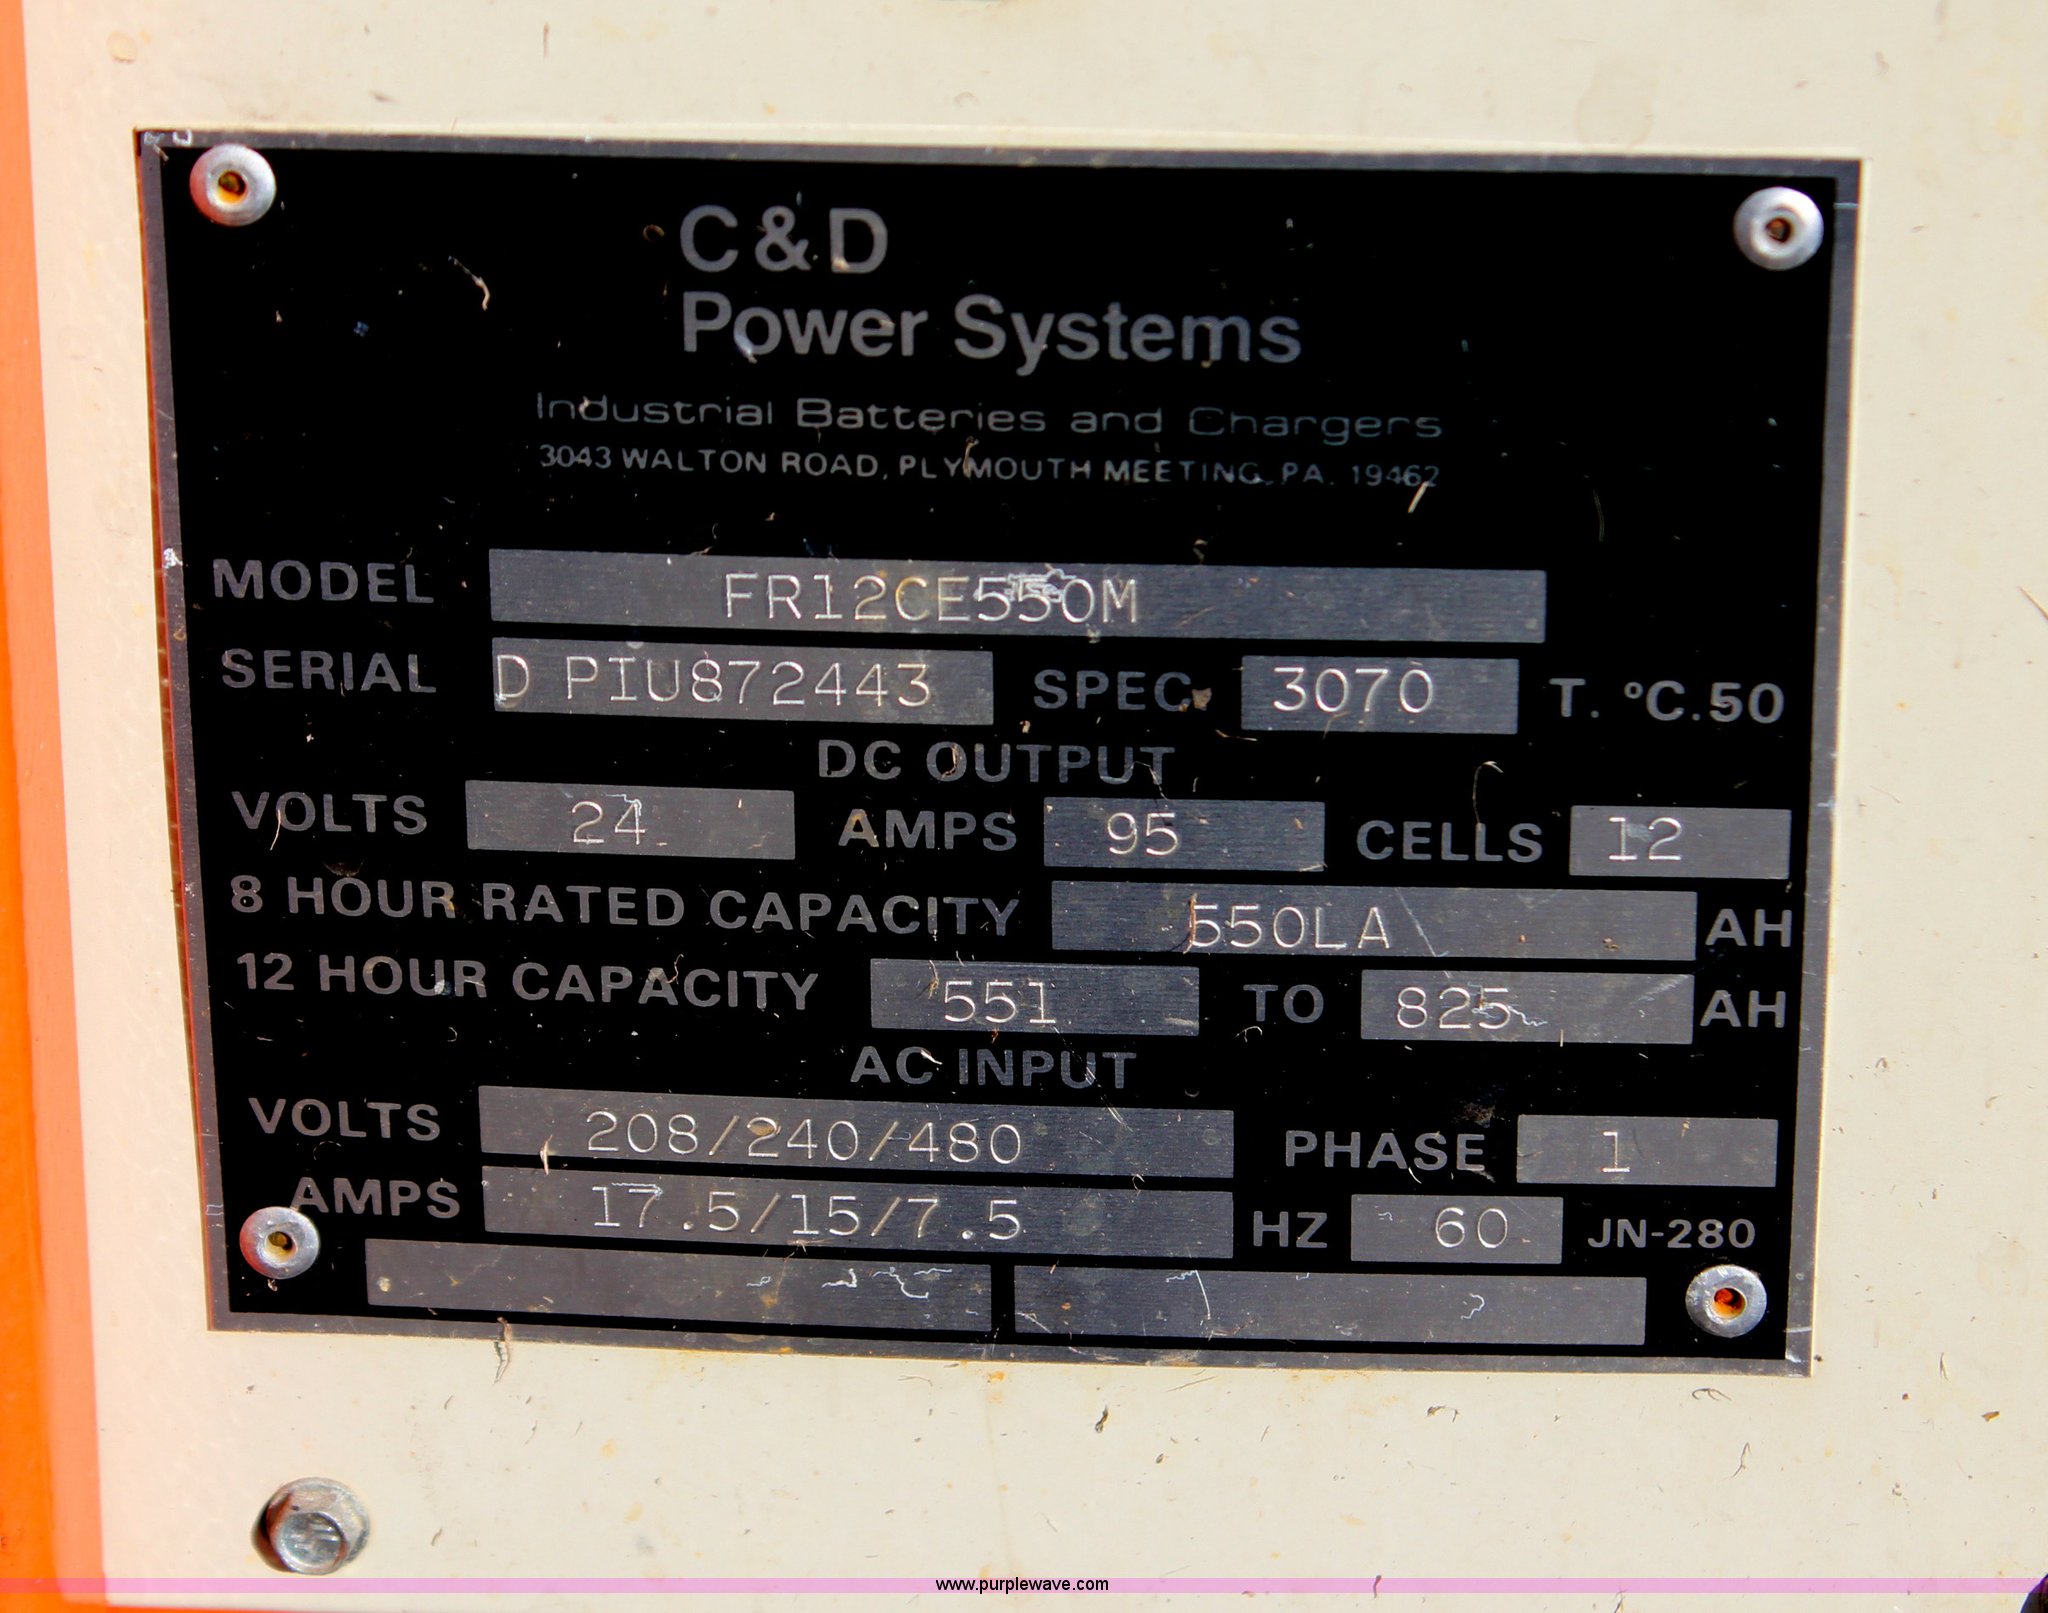 C&D
Power Systems
Industrial Batteries and Chargers
3043 WALTON ROAD, PLYMOUTH MEETING, PA. 19462
MODEL FR12CE550M
SERIAL D PIU872443 SPEC. 3070 T. °C.50
DC OUTPUT
VOLTS 24 AMPS 95 CELLS 12
8 HOUR RATED CAPACITY 550LA AH
12 HOUR CAPACITY 551 TO 825 AH
AC INPUT
VOLTS 208/240/480 PHASE 1
AMPS 17.5/15/7.5 HZ 60 JN-280
www.purplewave.com